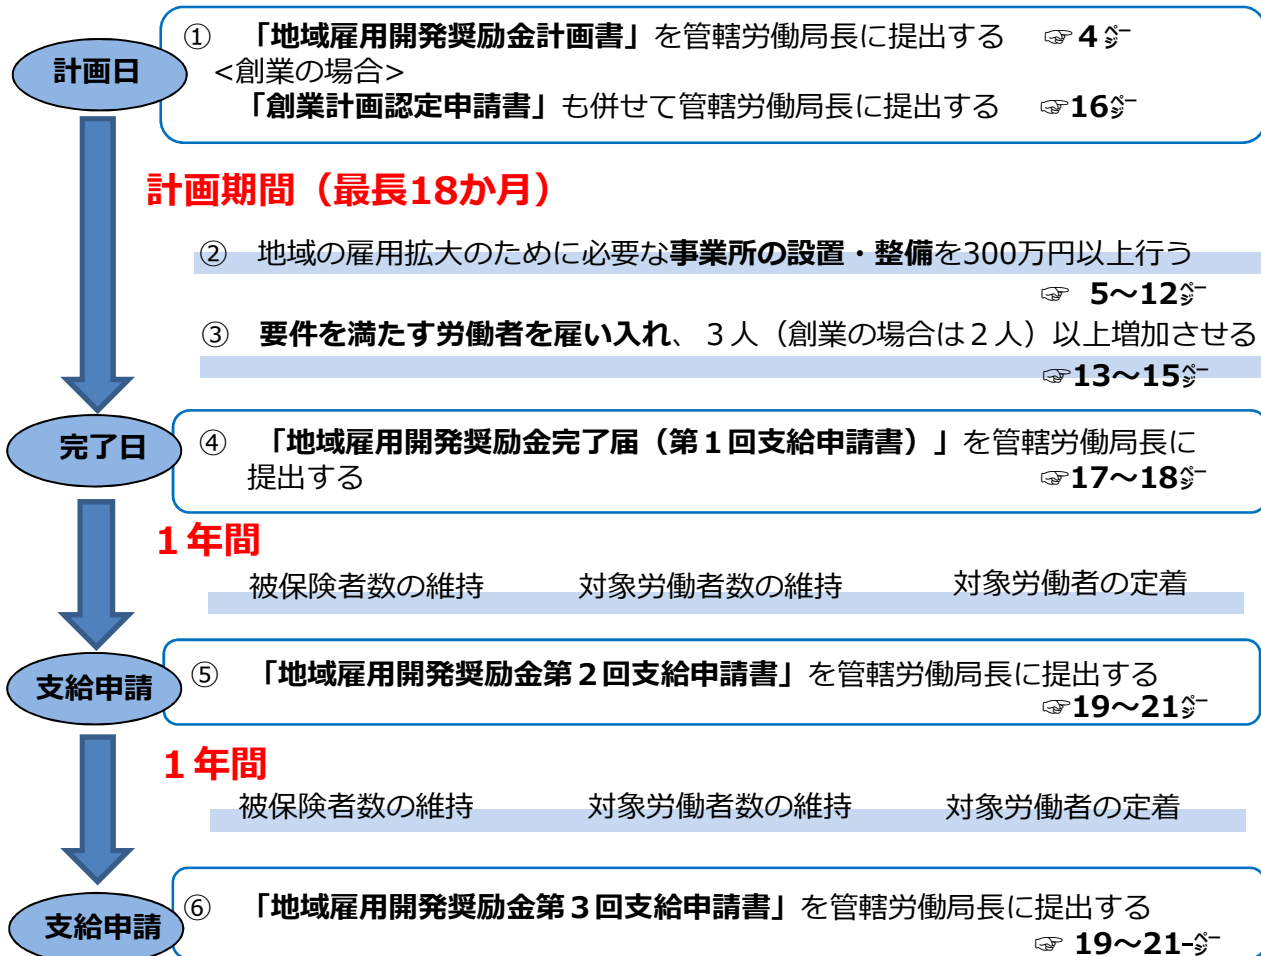 計画日
① 「地域雇用開発奨励金計画書」を管轄労働局長に提出する ☞4㌻
<創業の場合>
「創業計画認定申請書」も併せて管轄労働局長に提出する ☞16㌻
計画期間（最長18か月）
② 地域の雇用拡大のために必要な事業所の設置・整備を300万円以上行う
☞ 5～12㌻
③ 要件を満たす労働者を雇い入れ、３人（創業の場合は２人）以上増加させる
☞13～15㌻
完了日
④ 「地域雇用開発奨励金完了届（第１回支給申請書）」を管轄労働局長に
提出する ☞17～18㌻
１年間
被保険者数の維持 対象労働者数の維持 対象労働者の定着
支給申請
⑤ 「地域雇用開発奨励金第２回支給申請書」を管轄労働局長に提出する
☞19～21㌻
１年間
被保険者数の維持 対象労働者数の維持 対象労働者の定着
支給申請
⑥ 「地域雇用開発奨励金第３回支給申請書」を管轄労働局長に提出する
☞ 19～21-㌻